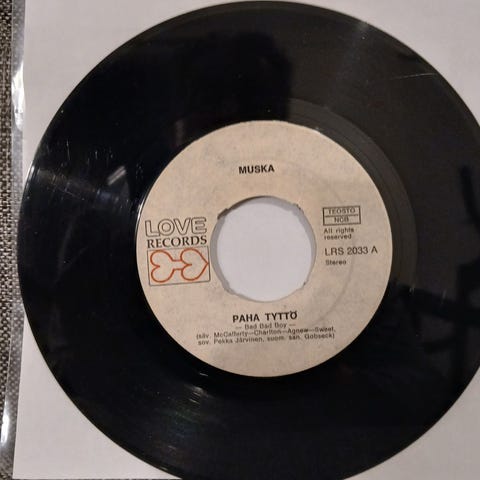 MUSKA
LOVE
RECORDS
TEOSTO
NCB
All rights
reserved
LRS 2033 A
Stereo
PAHA TYTTÖ
— Bad Bad Boy —
(säv. McCafferty—Charlton—Agnew—Sweet,
sov. Pekka Järvinen, suom. san. Gobseck)